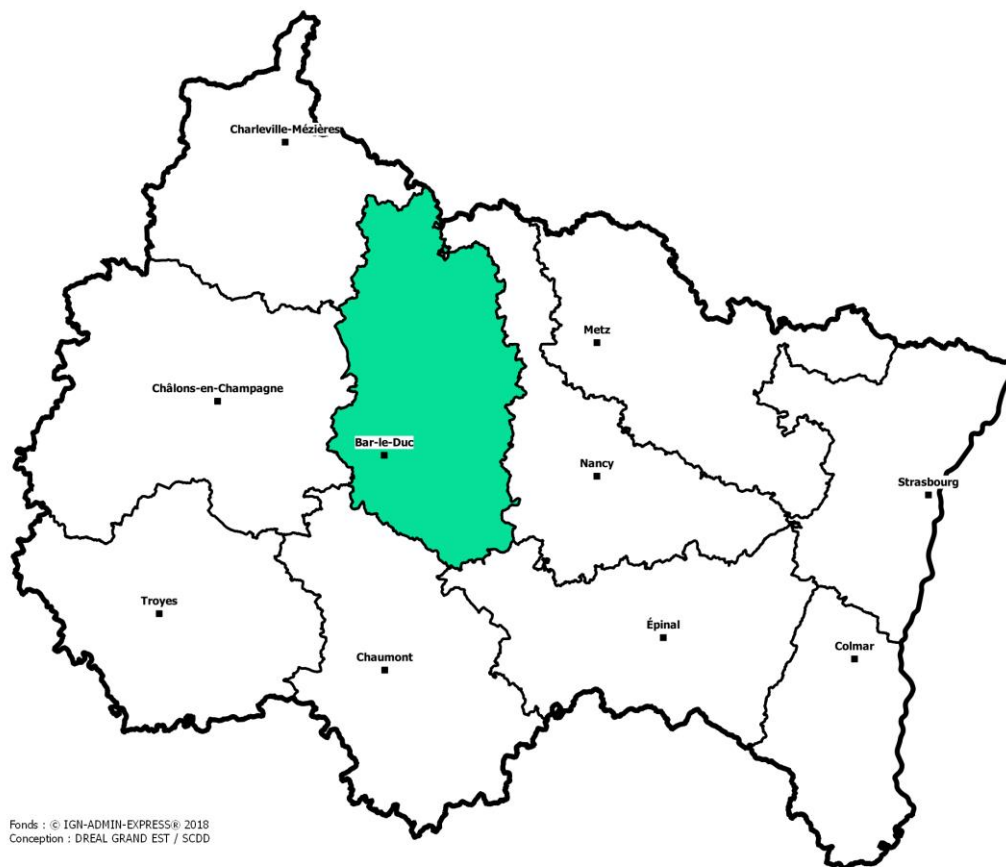 Charleville-Mézières
Metz
Châlons-en-Champagne
Bar-le-Duc
Nancy
Strasbourg
Troyes
Épinal
Chaumont
Colmar
Fonds : © IGN-ADMIN-EXPRESS® 2018
Conception : DREAL GRAND EST / SCDD